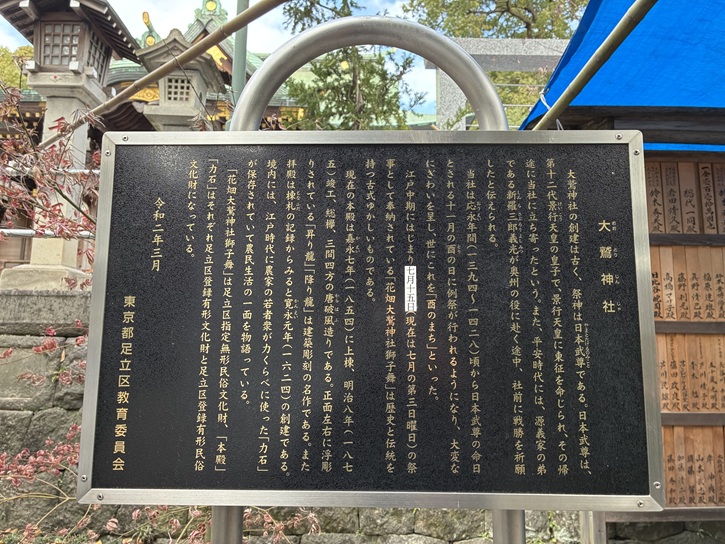 大鷲神社
大鷲神社の創建は古く、祭神は日本武尊である。日本武尊は、
第十二代景行天皇の皇子で、景行天皇に東征を命じられ、その帰
途に当社に立ち寄ったという。また、平安時代には、源義家の弟
である新羅三郎義光が奥州の役に赴く途中、社前に戦勝を祈願
したと伝えられる。
当社は応永年間(一三九四〜一四二八)頃から日本武尊の命日
とされる十一月の酉の日に例祭が行われるようになり、大変な
にぎわいを呈し、世にこれを「酉のまち」といった。
江戸中期にはじまり七月十五日(現在は七月の第三日曜日)の祭
事として奉納されている「花畑大鷲神社獅子舞」は歴史と伝統を
持つ古式ゆかしいものである。
現在の本殿は嘉永七年(一八五四)に上棟、明治八年(一八七
五)竣工、総欅、三間四方の唐破風造りである。正面左右に浮彫
りされている「昇り龍」「降り龍」は建築彫刻の名作である。また
拝殿は棟札の記録からみると寛永元年(一六二四)の創建である。
境内には、江戸時代に農家の若者衆が力くらべに使った「力石」
が保存されていて農民生活の一面を物語っている。
「花畑大鷲神社獅子舞」は足立区指定無形民俗文化財、「本殿」
「力石」はそれぞれ足立区登録有形文化財と足立区登録有形民俗
文化財になっている。
令和二年三月
東京都足立区教育委員会